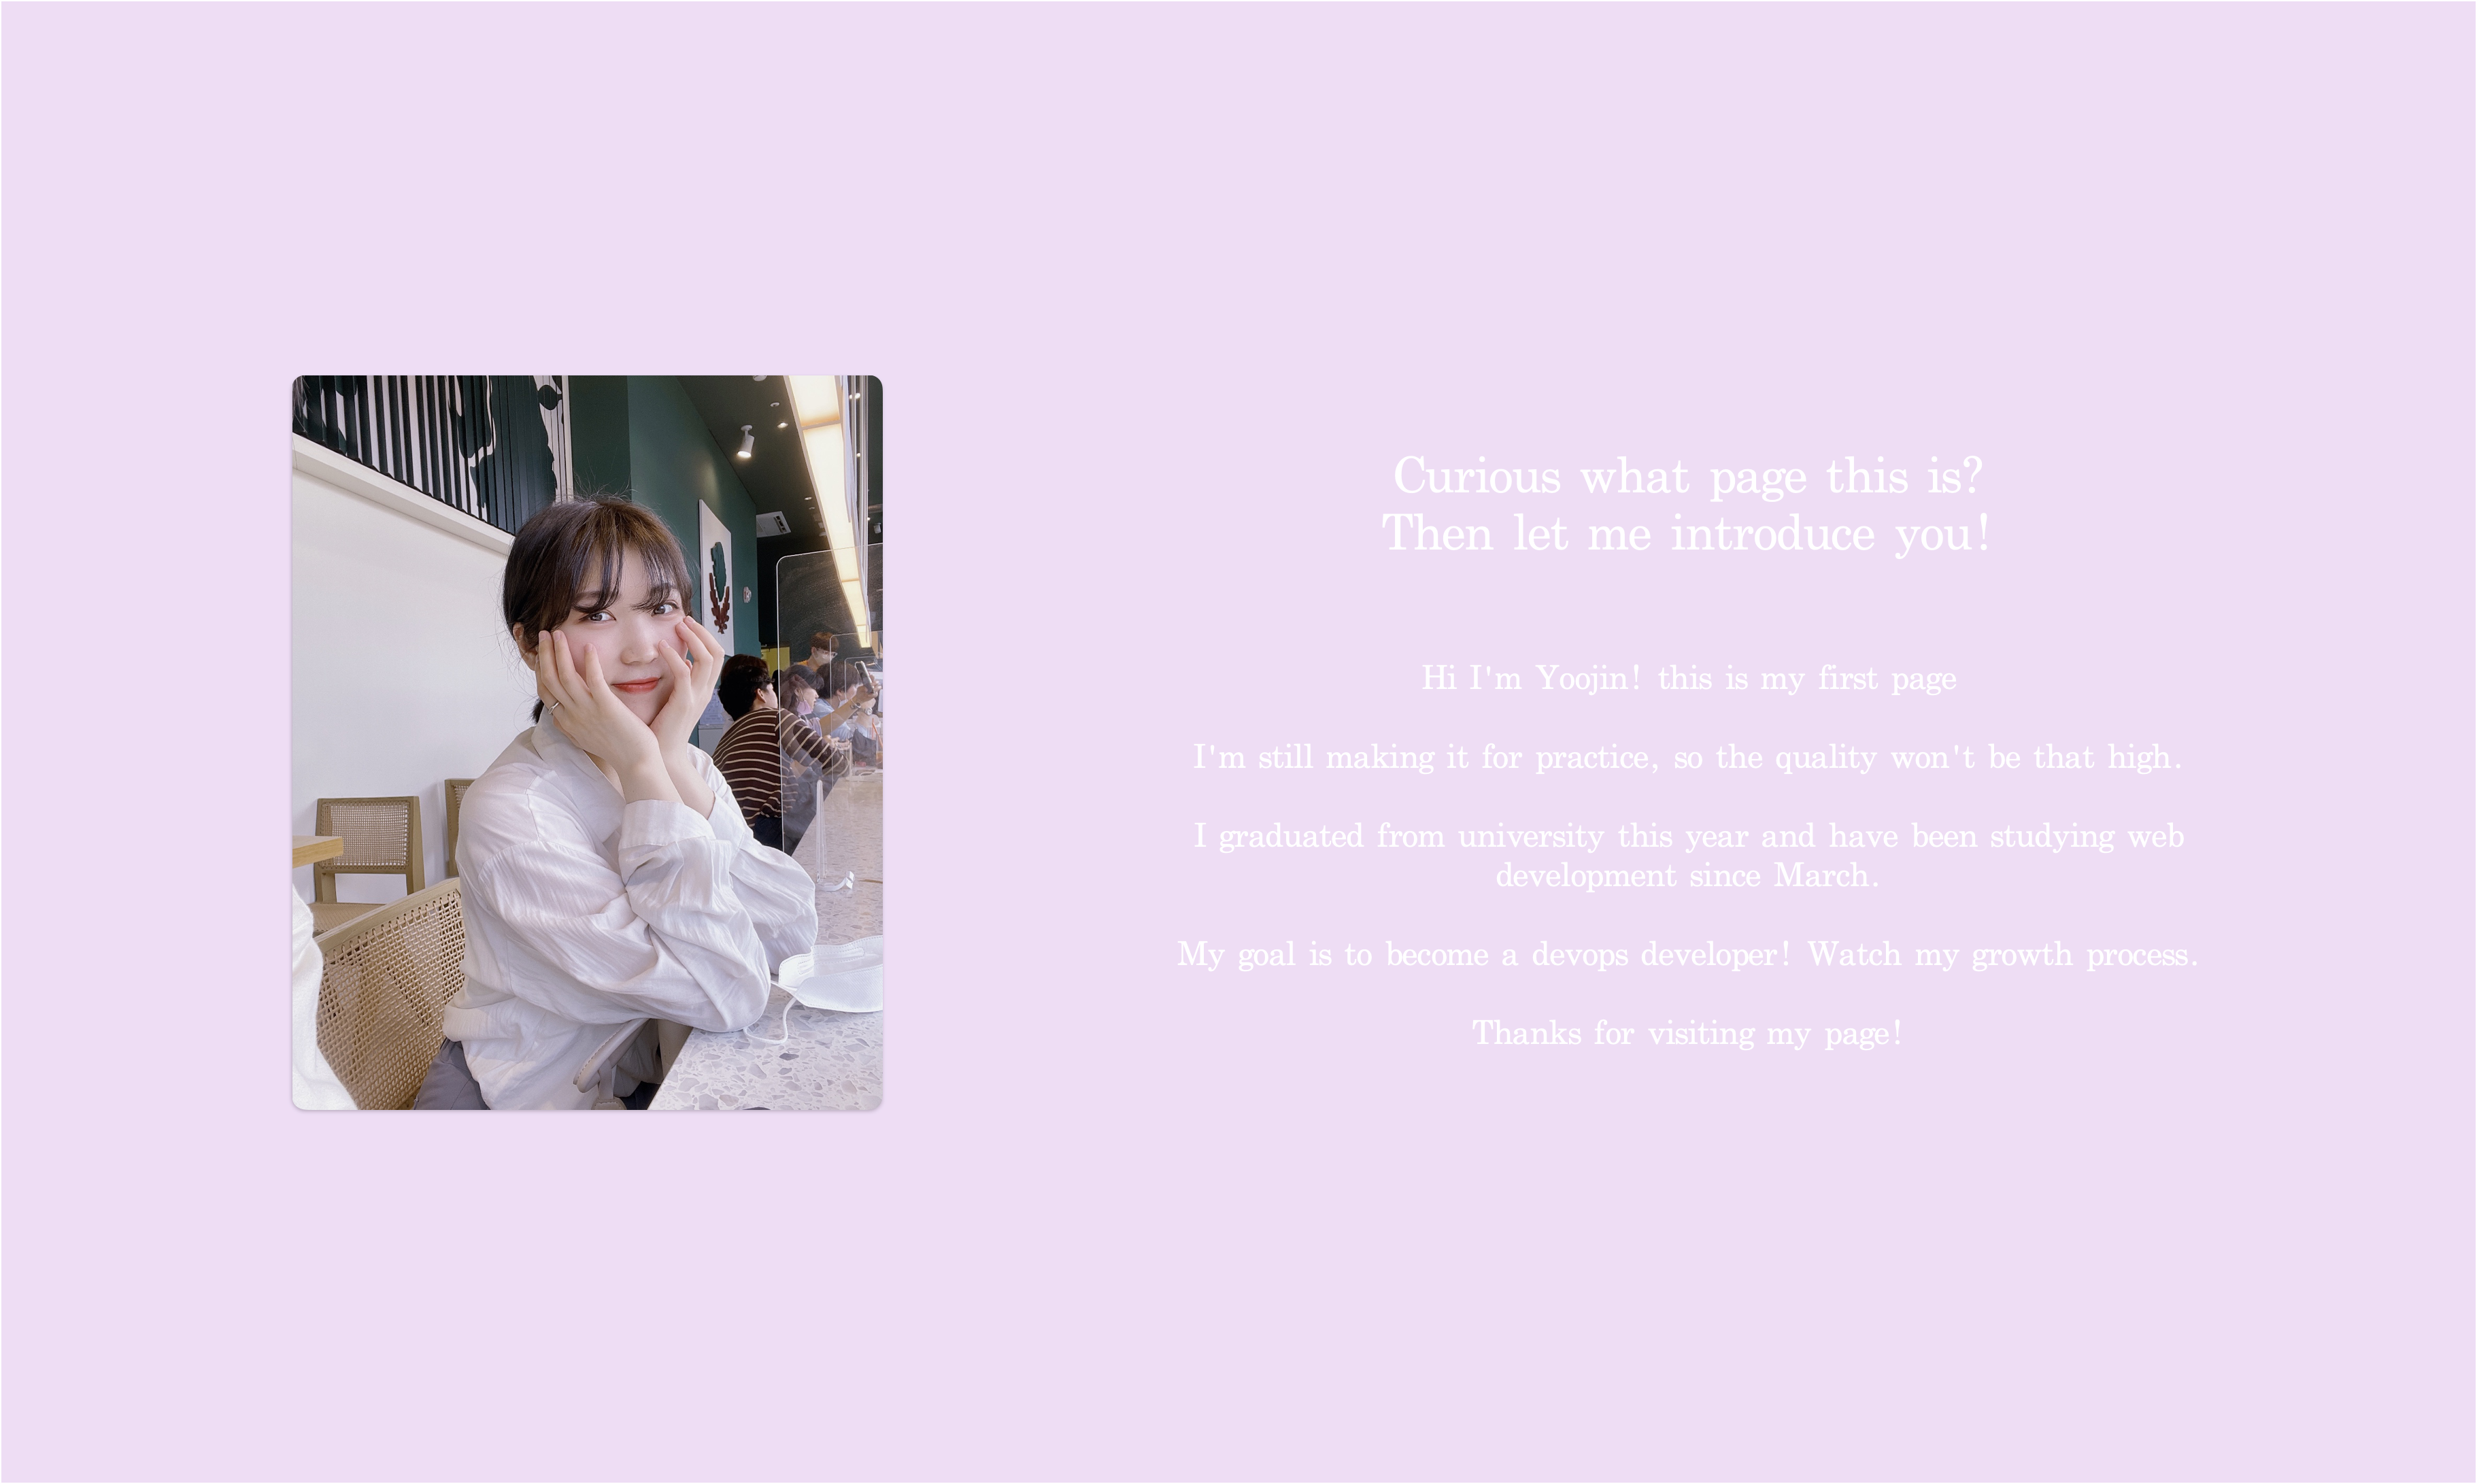 Curious what page this is?
Then let me introduce you!
Hi I'm Yoojin! this is my first page
I'm still making it for practice, so the quality won't be that high.
I graduated from university this year and have been studying web
development since March.
My goal is to become a devops developer! Watch my growth process.
Thanks for visiting my page!